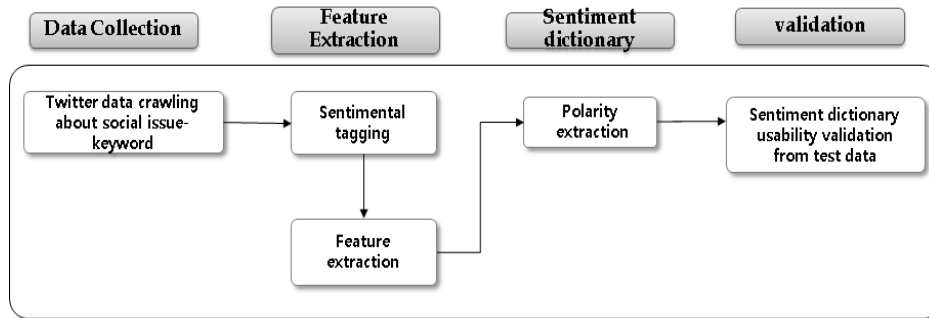 Data Collection
Feature
Extraction
Sentiment
dictionary
validation
Twitter data crawling
about social issue-
keyword
Sentimental
tagging
Feature
extraction
Polarity
extraction
Sentiment dictionary
usability validation
from test data